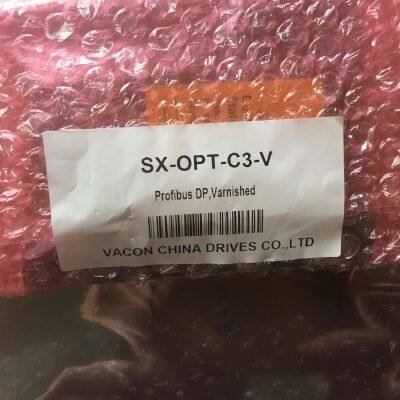 SX-OPT-C3-V
Profibus DP,Varnished
VACON CHINA DRIVES CO.,LTD